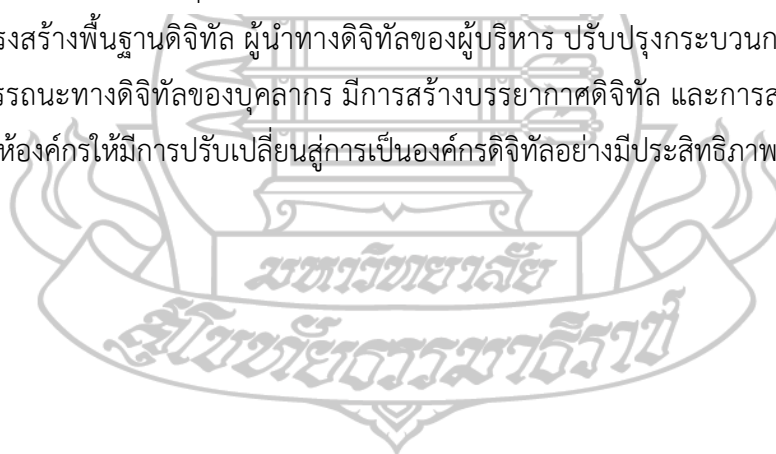 รงสร้างพื้นฐานดิจิทัล ผู้นำทางดิจิทัลของผู้บริหาร ปรับปรุงกระบวนก
รรถนะทางดิจิทัลของบุคลากร มีการสร้างบรรยากาศดิจิทัล และการส
ห้องค์กรให้มีการปรับเปลี่ยนสู่การเป็นองค์กรดิจิทัลอย่างมีประสิทธิภาพ
มหาวิทยาลัย
สุโขทัยธรรมาธิราช